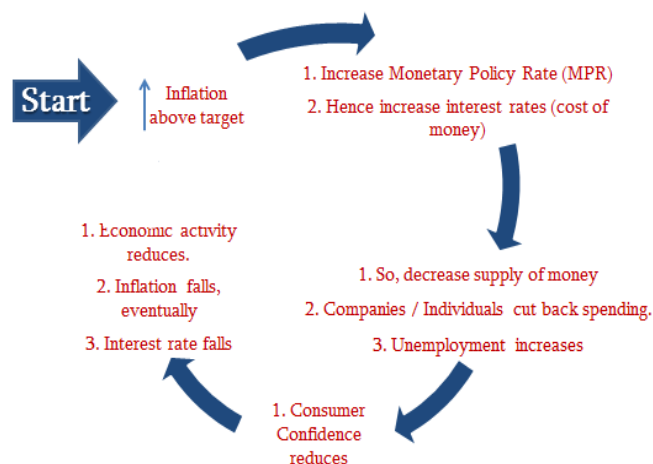 Start
Inflation
above target
1. Increase Monetary Policy Rate (MPR)
2. Hence increase interest rates (cost of
money)
1. So, decrease supply of money
2. Companies / Individuals cut back spending.
3. Unemployment increases
1. Consumer
Confidence
reduces
1. Economic activity
reduces.
2. Inflation falls,
eventually
3. Interest rate falls